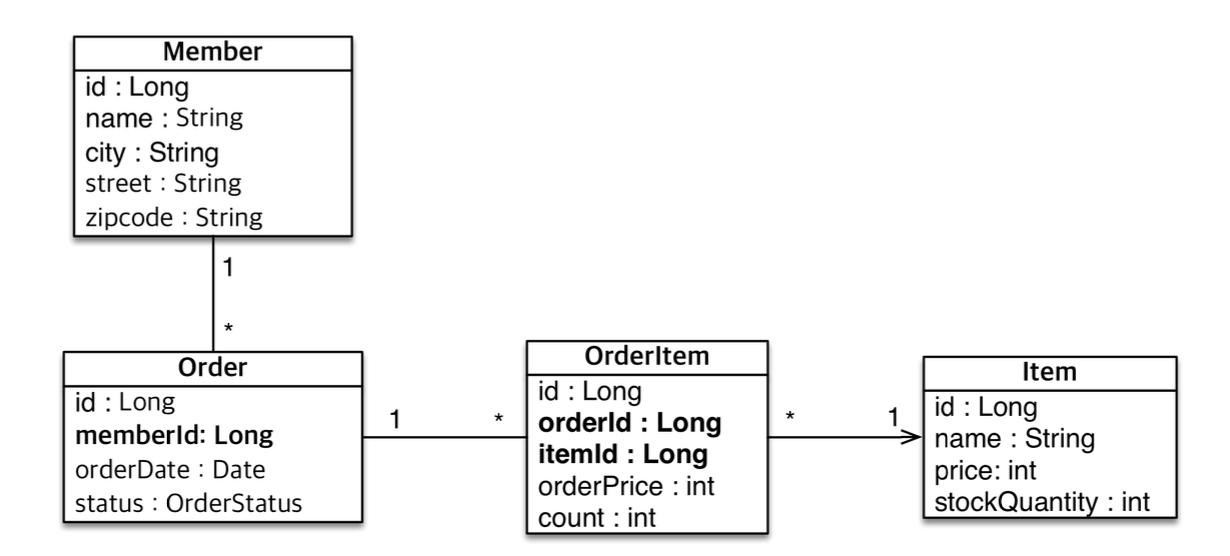 Member
id : Long
name : String
city : String
street : String
zipcode : String
1
*
Order
id : Long
memberId: Long
orderDate : Date
status : OrderStatus
1
*
OrderItem
id : Long
orderId : Long
itemId : Long
orderPrice : int
count : int
*
1
Item
id : Long
name : String
price: int
stockQuantity : int